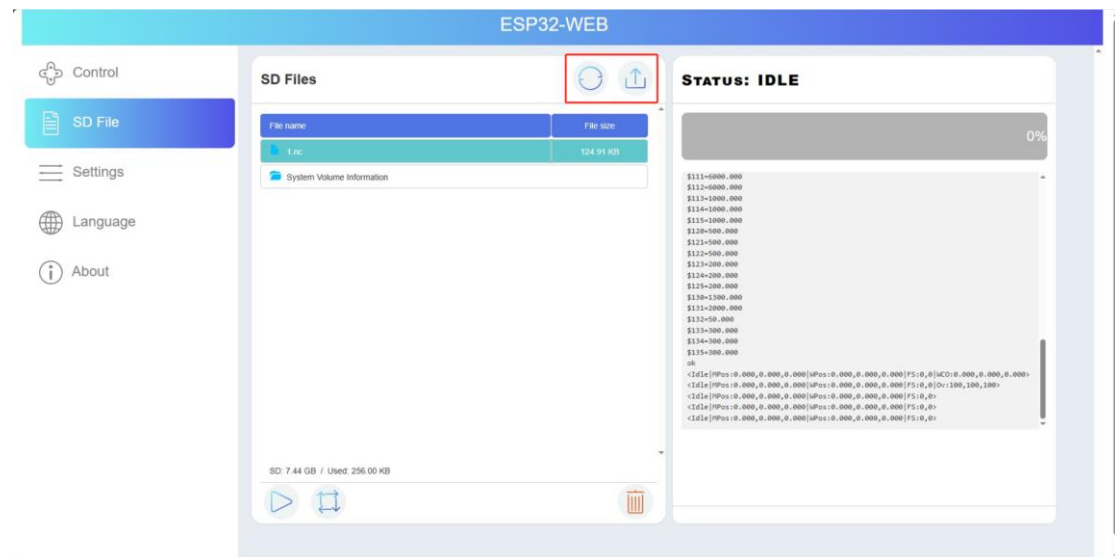 ESP32-WEB
Control
SD File
Settings
Language
About
SD Files
File name File size
1.nc 124.91 KB
System Volume Information
SD: 7.44 GB / Used: 256.00 KB
STATUS: IDLE
0%
$111=6000.000
$112=6000.000
$113=1000.000
$114=1000.000
$115=1000.000
$120=500.000
$121=500.000
$122=500.000
$123=200.000
$124=200.000
$125=200.000
$130=1300.000
$131=2000.000
$132=50.000
$133=300.000
$134=300.000
$135=300.000
ok
<Idle|MPos:0.000,0.000,0.000|WPos:0.000,0.000,0.000|FS:0,0|WCO:0.000,0.000,0.000>
<Idle|MPos:0.000,0.000,0.000|WPos:0.000,0.000,0.000|FS:0,0|Ov:100,100,100>
<Idle|MPos:0.000,0.000,0.000|WPos:0.000,0.000,0.000|FS:0,0>
<Idle|MPos:0.000,0.000,0.000|WPos:0.000,0.000,0.000|FS:0,0>
<Idle|MPos:0.000,0.000,0.000|WPos:0.000,0.000,0.000|FS:0,0>